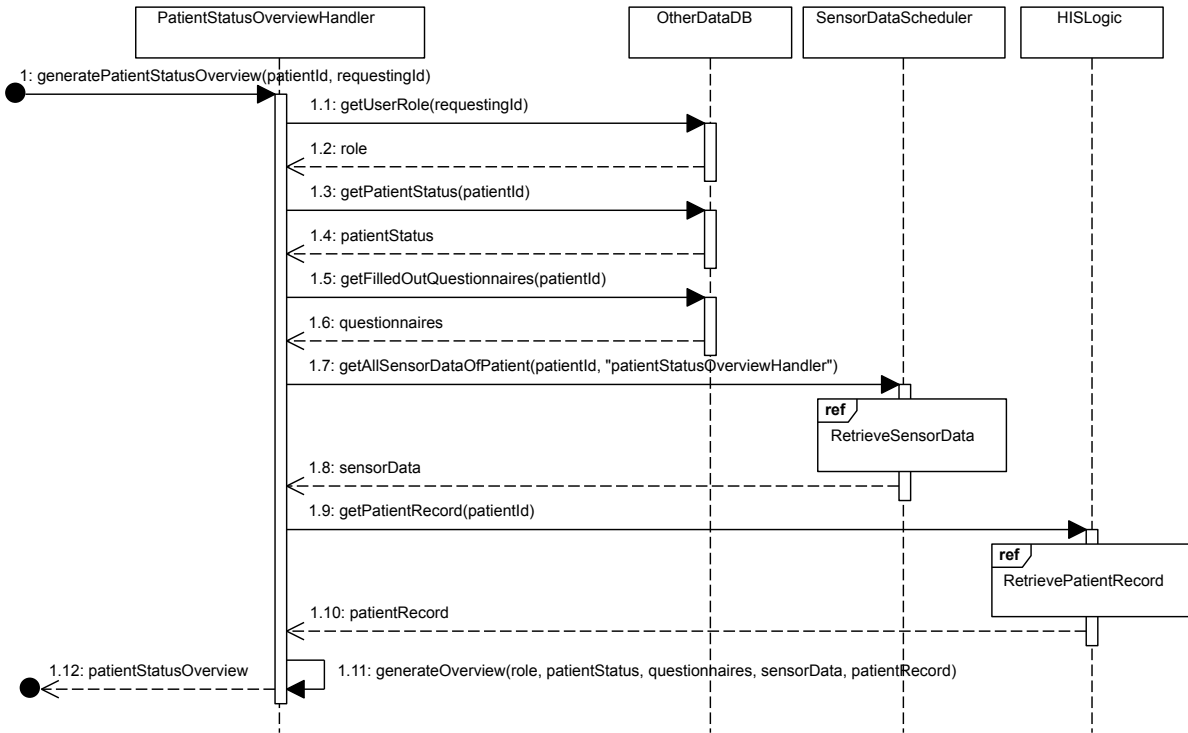 PatientStatusOverviewHandler
OtherDataDB
SensorDataScheduler
HISLogic
1: generatePatientStatusOverview(patientId, requestingId)
1.1: getUserRole(requestingId)
1.2: role
1.3: getPatientStatus(patientId)
1.4: patientStatus
1.5: getFilledOutQuestionnaires(patientId)
1.6: questionnaires
1.7: getAllSensorDataOfPatient(patientId, "patientStatusOverviewHandler")
ref
RetrieveSensorData
1.8: sensorData
1.9: getPatientRecord(patientId)
ref
RetrievePatientRecord
1.10: patientRecord
1.12: patientStatusOverview
1.11: generateOverview(role, patientStatus, questionnaires, sensorData, patientRecord)